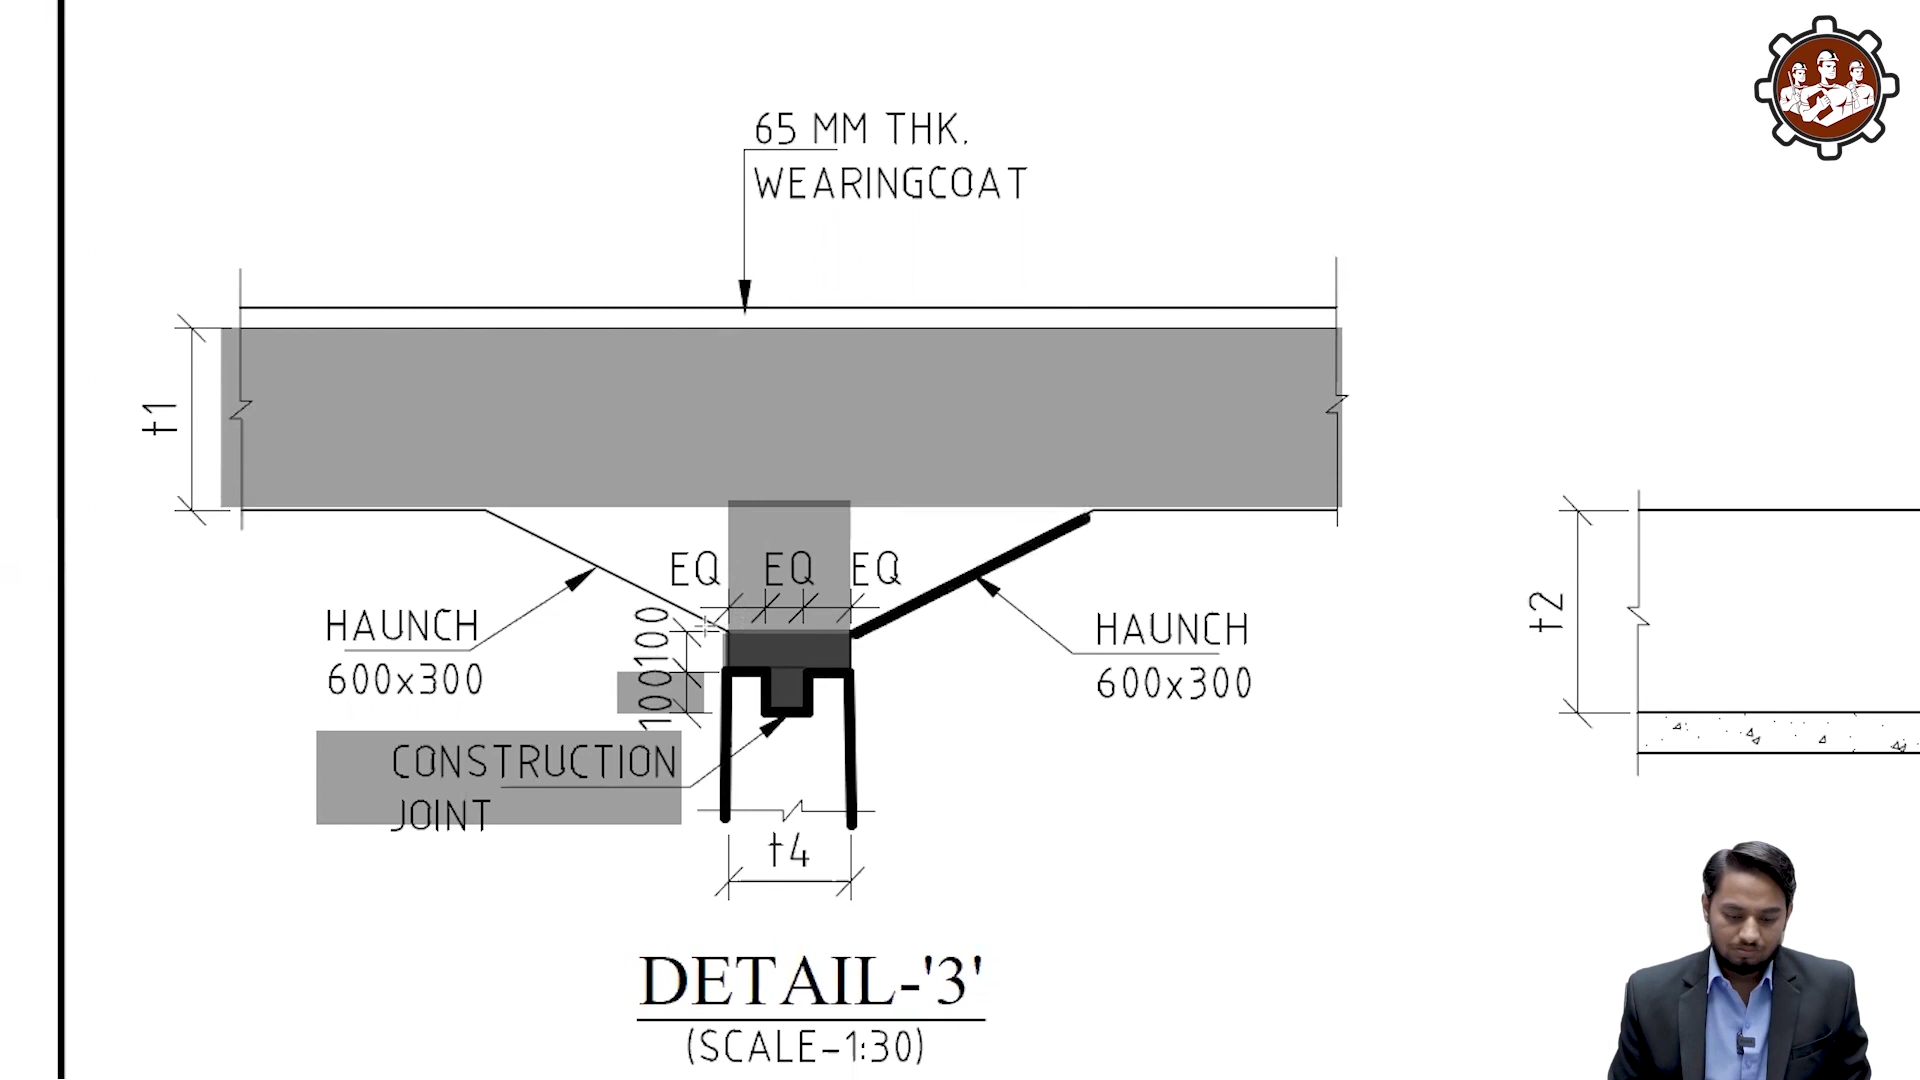 65 MM THK.
WEARINGCOAT
t1
EQ EQ EQ
HAUNCH
600x300
100
100
HAUNCH
600x300
CONSTRUCTION
JOINT
t4
t2
DETAIL-'3'
(SCALE-1:30)